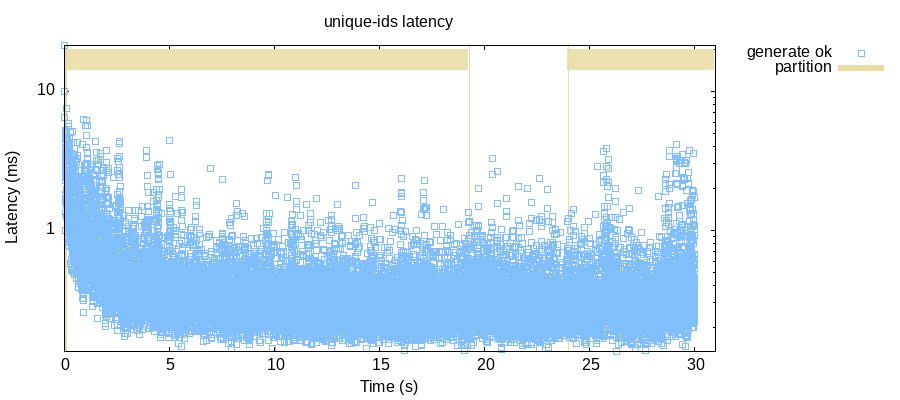 unique-ids latency
generate ok
partition
10
1
Latency (ms)
0 5 10 15 20 25 30
Time (s)